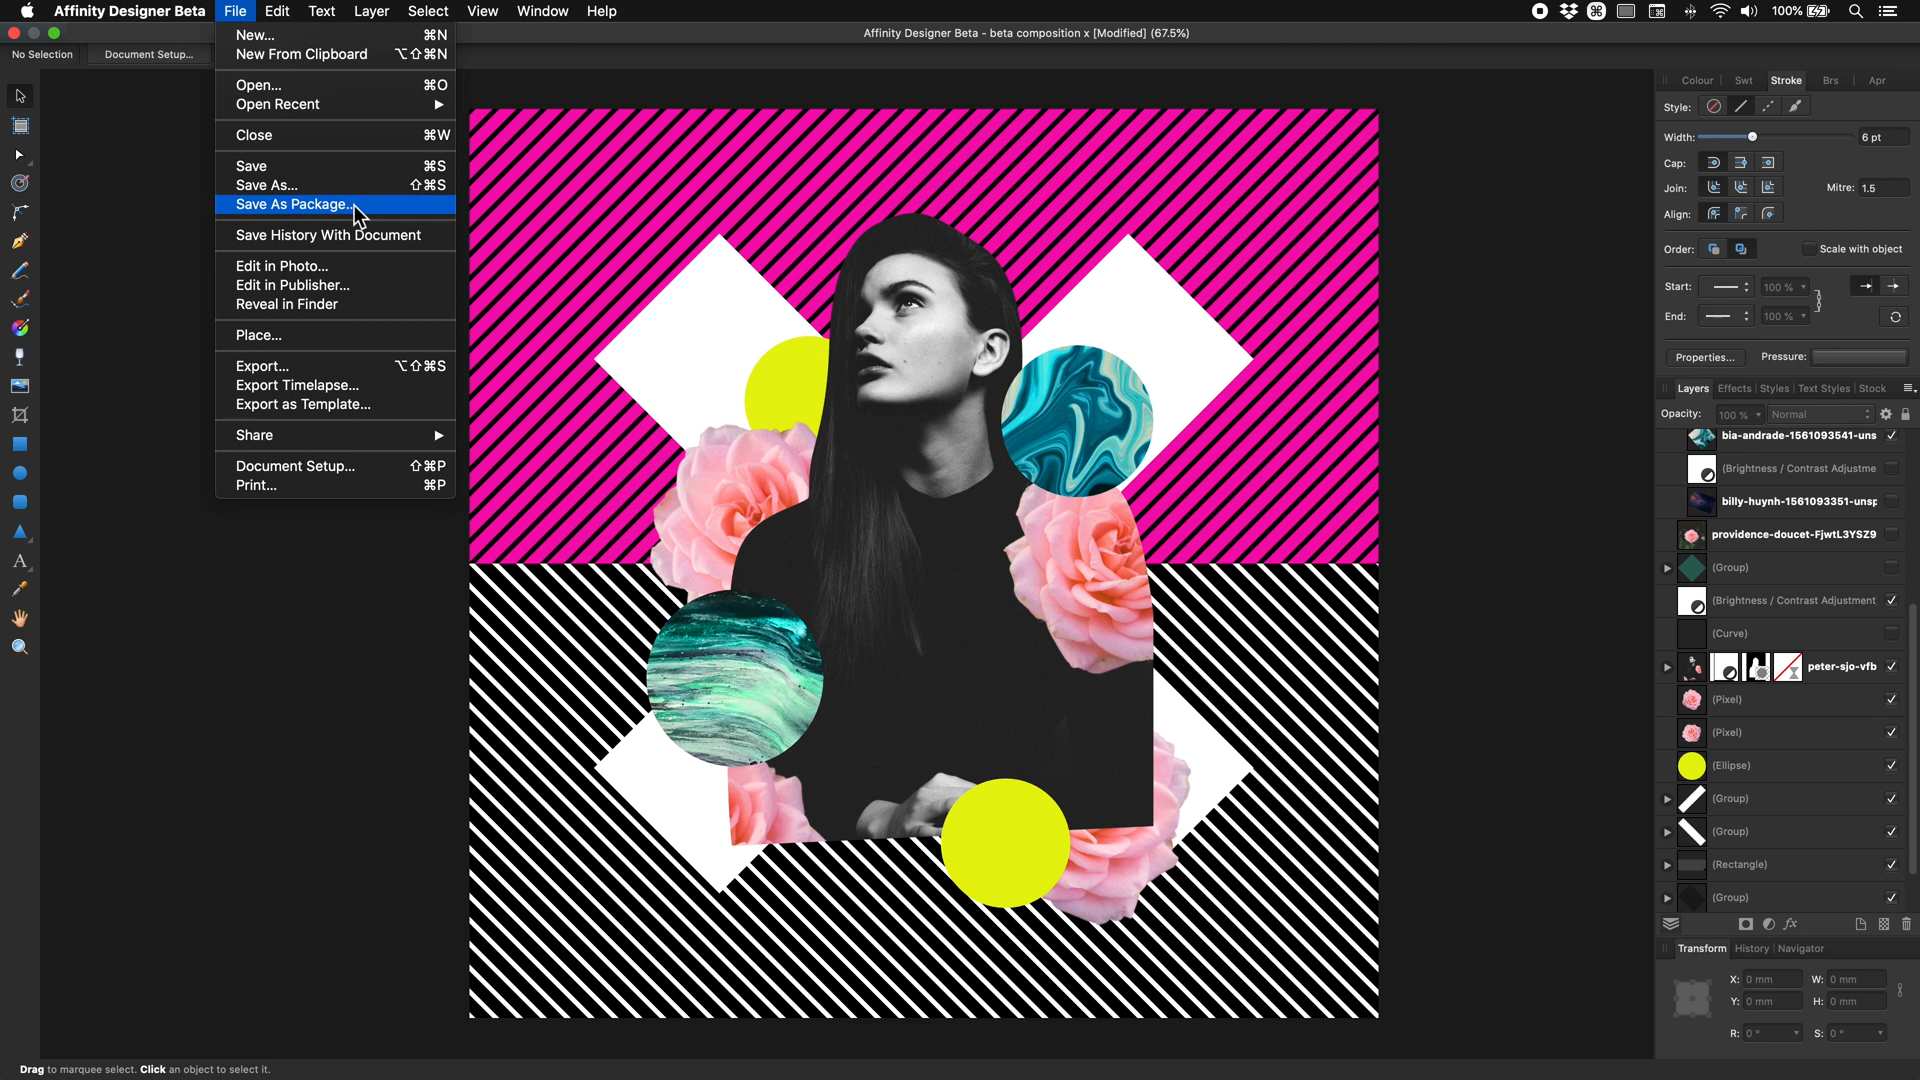 Affinity Designer Beta File Edit Text Layer Select View Window Help 100%
Affinity Designer Beta - beta composition x [Modified] (67.5%)
No Selection Document Setup...
New... ⌘N
New From Clipboard ⌥⇧⌘N
Open... ⌘O
Open Recent ▶
Close ⌘W
Save ⌘S
Save As... ⇧⌘S
Save As Package...
Save History With Document
Edit in Photo...
Edit in Publisher...
Reveal in Finder
Place...
Export... ⌥⇧⌘S
Export Timelapse...
Export as Template...
Share ▶
Document Setup... ⇧⌘P
Print... ⌘P
Colour Swt Stroke Brs Apr
Style:
Width: 6 pt
Cap:
Join: Mitre: 1.5
Align:
Order: Scale with object
Start: 100 %
End: 100 %
Properties... Pressure:
Layers Effects Styles Text Styles Stock
Opacity: 100 % Normal
bia-andrade-1561093541-uns
(Brightness / Contrast Adjustme
billy-huynh-1561093351-unsp
providence-doucet-FjwtL3YSZ9
(Group)
(Brightness / Contrast Adjustment
(Curve)
peter-sjo-vfb
(Pixel)
(Pixel)
(Ellipse)
(Group)
(Group)
(Rectangle)
(Group)
fx
Transform History Navigator
X: 0 mm W: 0 mm
Y: 0 mm H: 0 mm
R: 0 ° S: 0 °
A
Drag to marquee select. Click an object to select it.